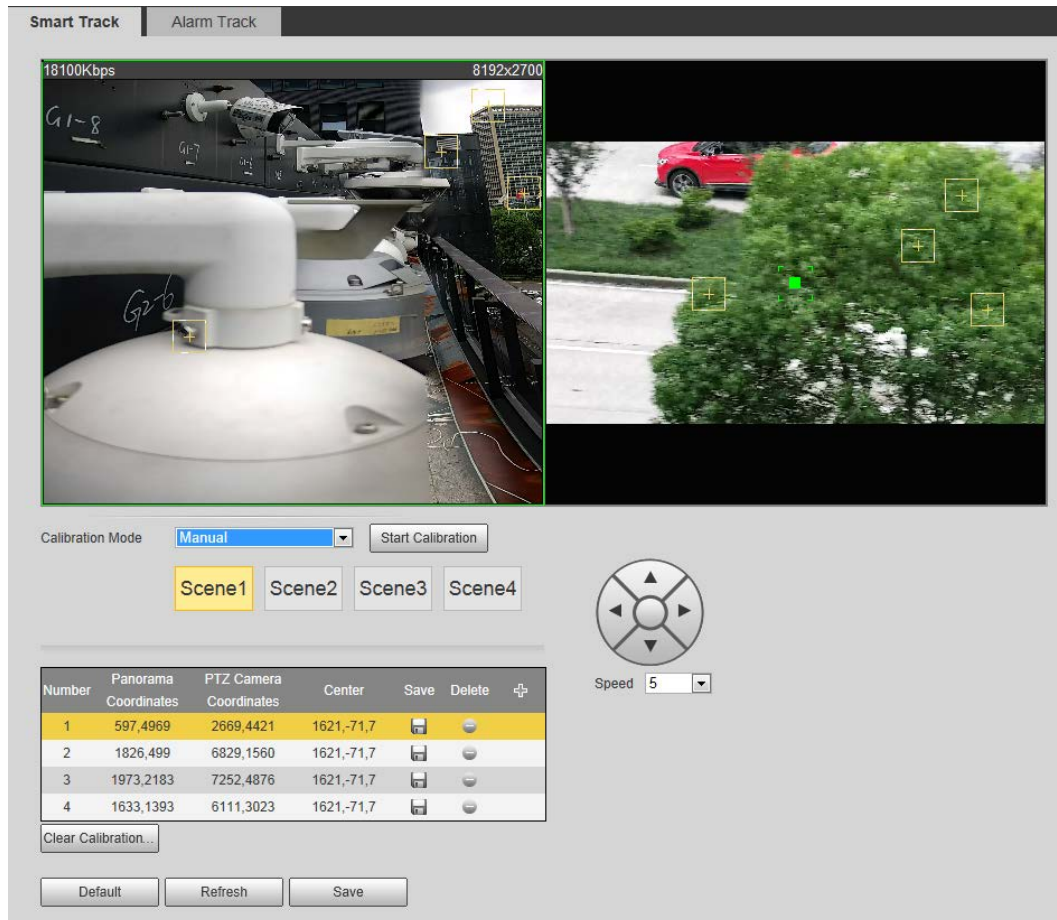 Smart Track
Alarm Track
18100Kbps
8192x2700
G1-8
G1-7
G2-6
Calibration Mode
Manual
Start Calibration
Scene1
Scene2
Scene3
Scene4
Number Panorama Coordinates PTZ Camera Coordinates Center Save Delete
1 597,4969 2669,4421 1621,-71,7
2 1826,499 6829,1560 1621,-71,7
3 1973,2183 7252,4876 1621,-71,7
4 1633,1393 6111,3023 1621,-71,7
Speed 5
Clear Calibration...
Default
Refresh
Save